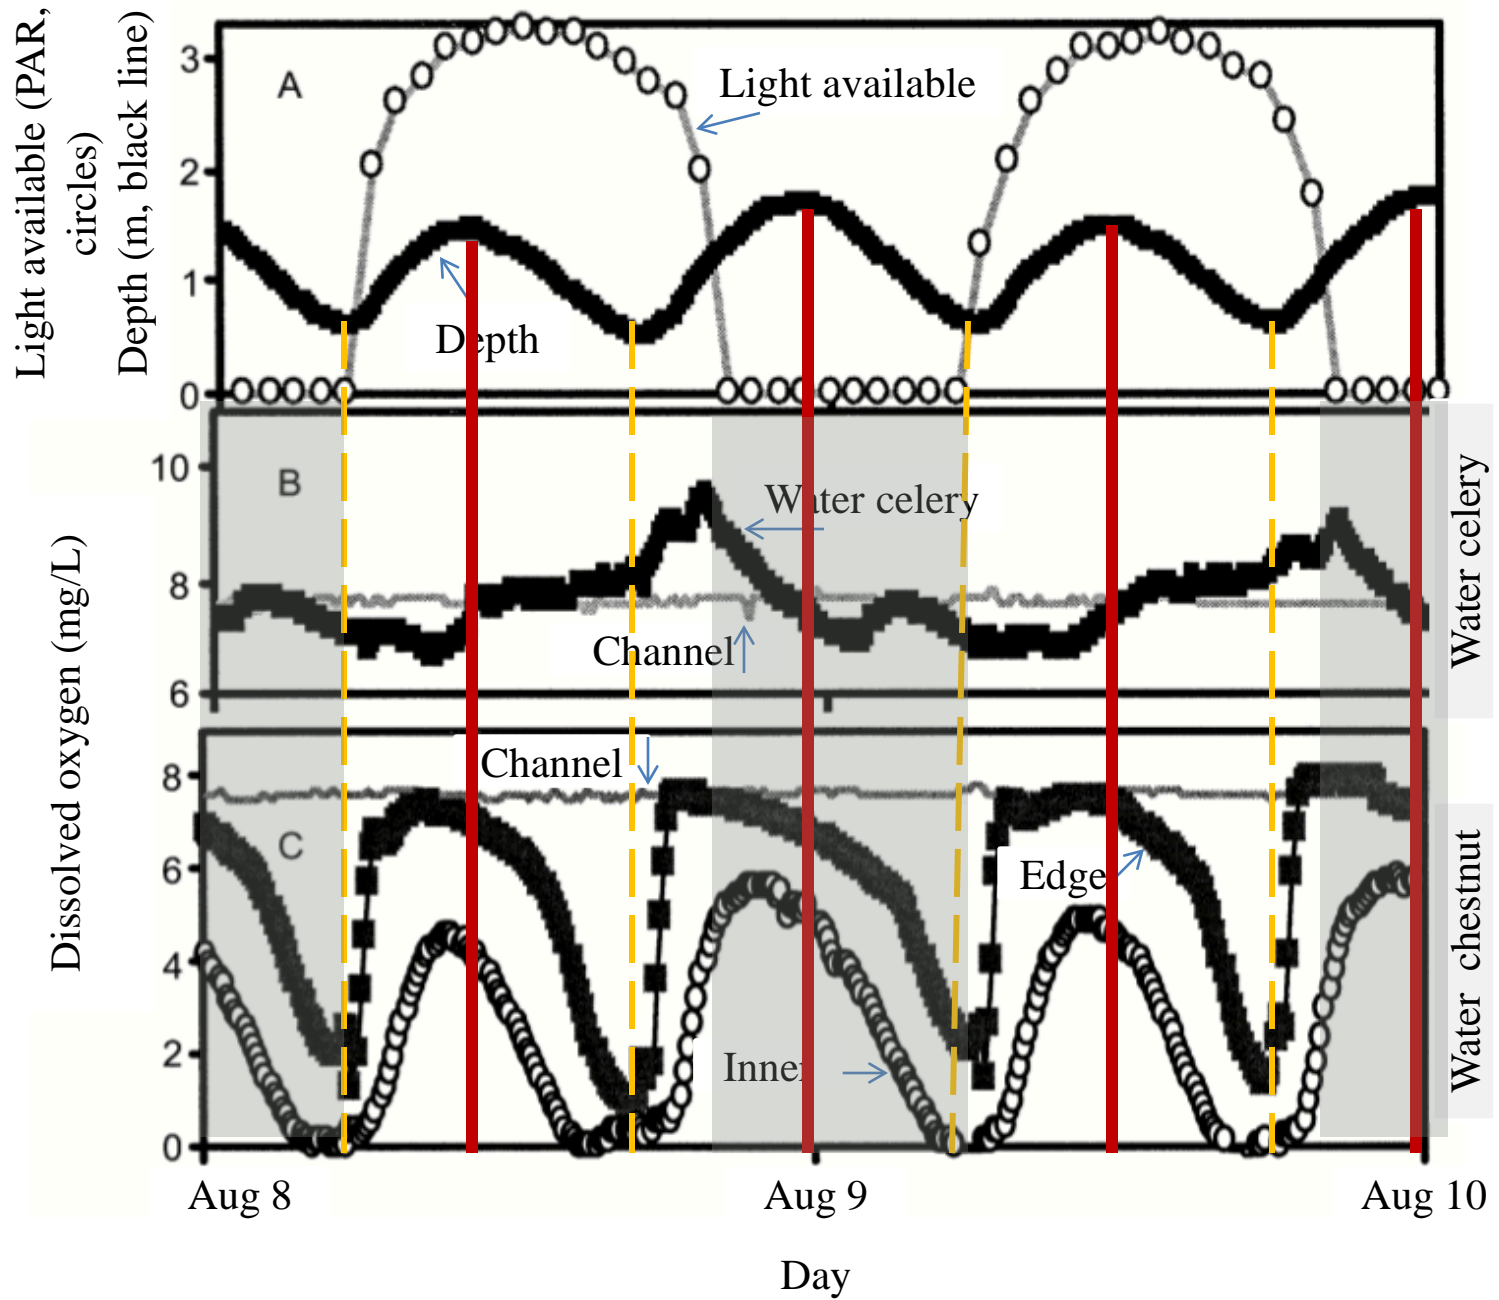 Light available (PAR,
circles)
Depth (m, black line)
3
2
1
0
A
Light available
Depth
Dissolved oxygen (mg/L)
10
8
6
B
Water celery
Channel
Water celery
8
6
4
2
0
C
Channel
Edge
Inner
Water chestnut
Aug 8
Aug 9
Aug 10
Day